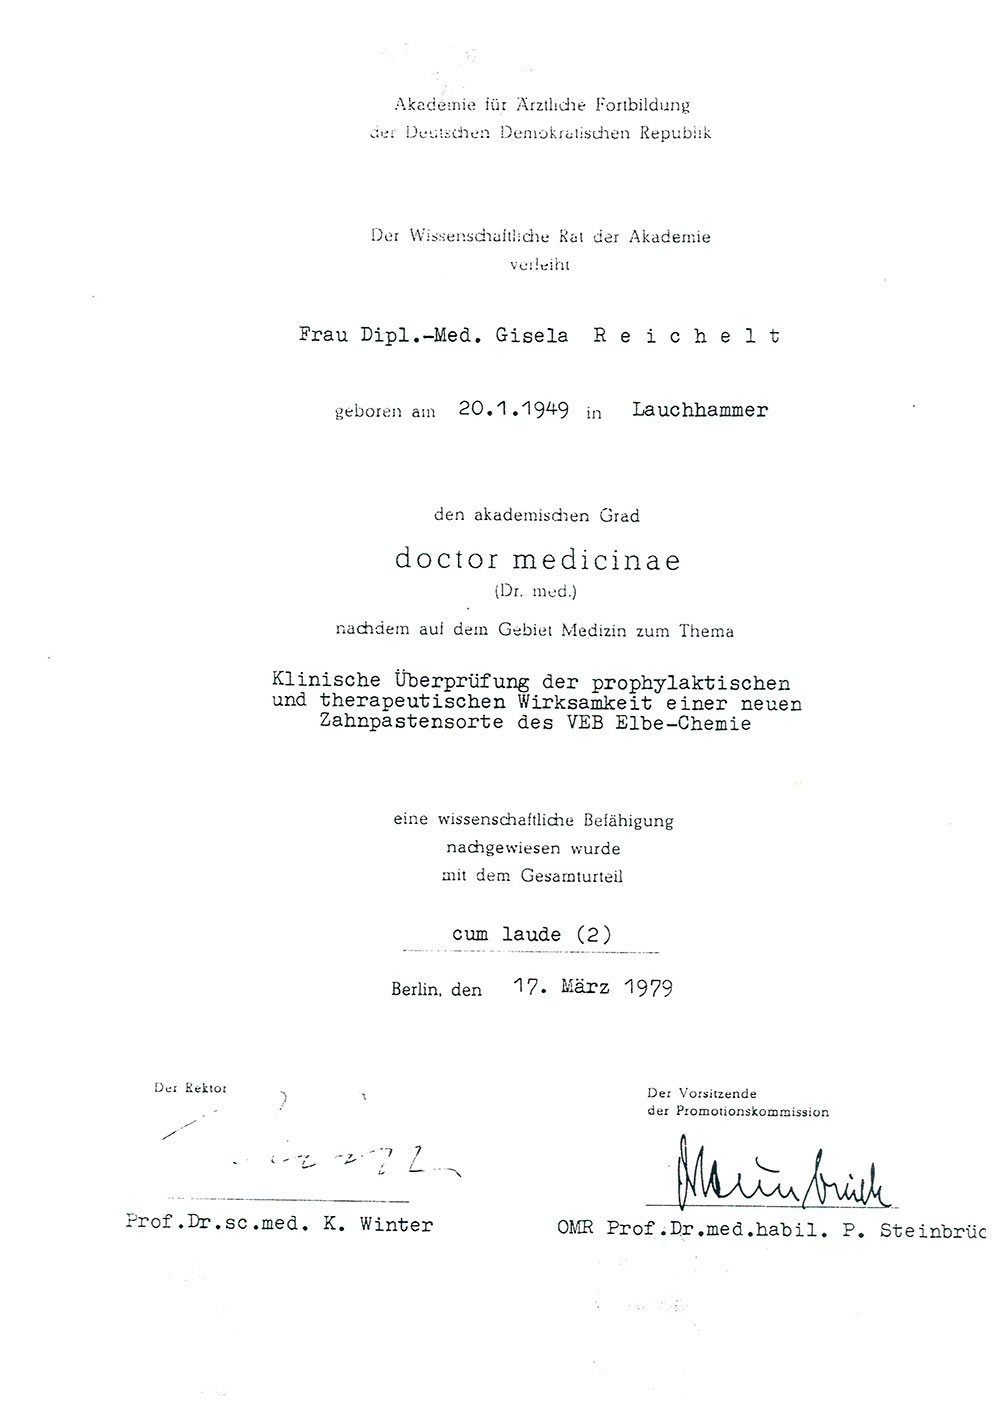 Akademie für Ärztliche Fortbildung
der Deutschen Demokratischen Republik
Der Wissenschaftliche Rat der Akademie
verleiht
Frau Dipl.-Med. Gisela R e i c h e l t
geboren am 20.1.1949 in Lauchhammer
den akademischen Grad
doctor medicinae
(Dr. med.)
nachdem auf dem Gebiet Medizin zum Thema
Klinische Überprüfung der prophylaktischen
und therapeutischen Wirksamkeit einer neuen
Zahnpastensorte des VEB Elbe-Chemie
eine wissenschaftliche Befähigung
nachgewiesen wurde
mit dem Gesamturteil
cum laude (2)
Berlin, den 17. März 1979
Der Rektor
Der Vorsitzende
der Promotionskommission
Prof.Dr.sc.med. K. Winter
OMR Prof.Dr.med.habil. P. Steinbrüc